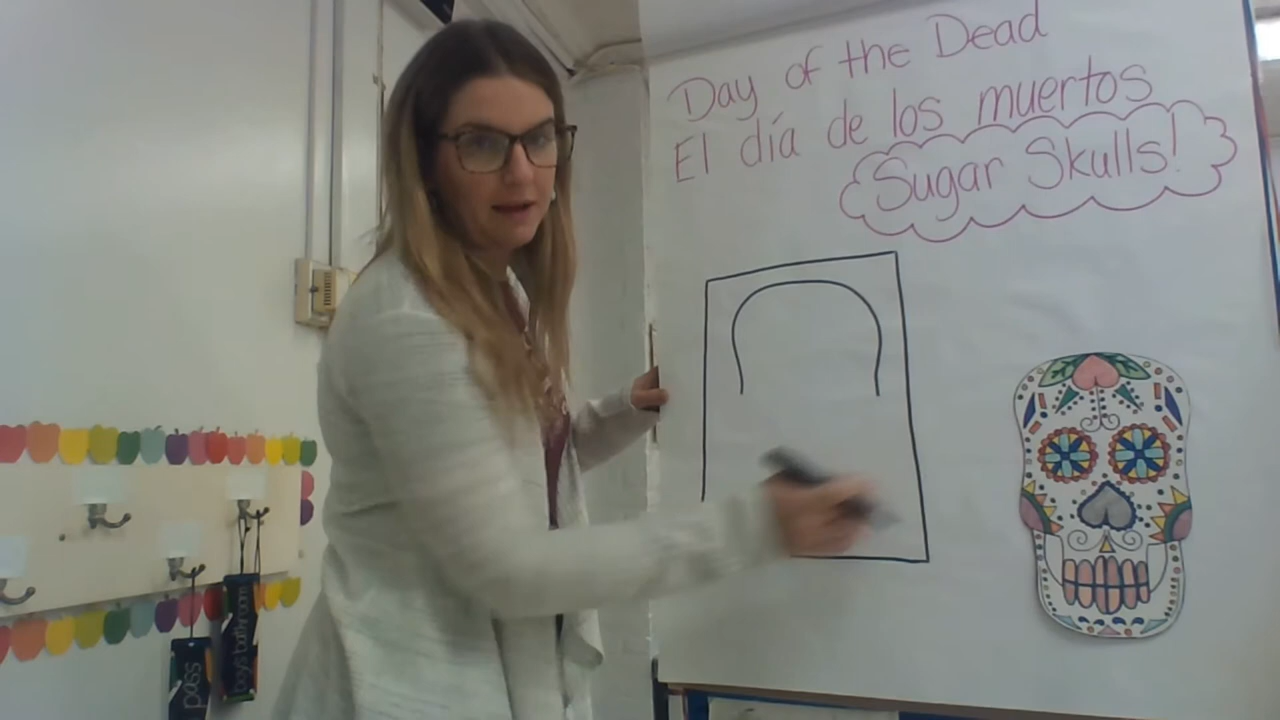 Day of the Dead
El día de los muertos
Sugar Skulls!
pass
boys bathroom